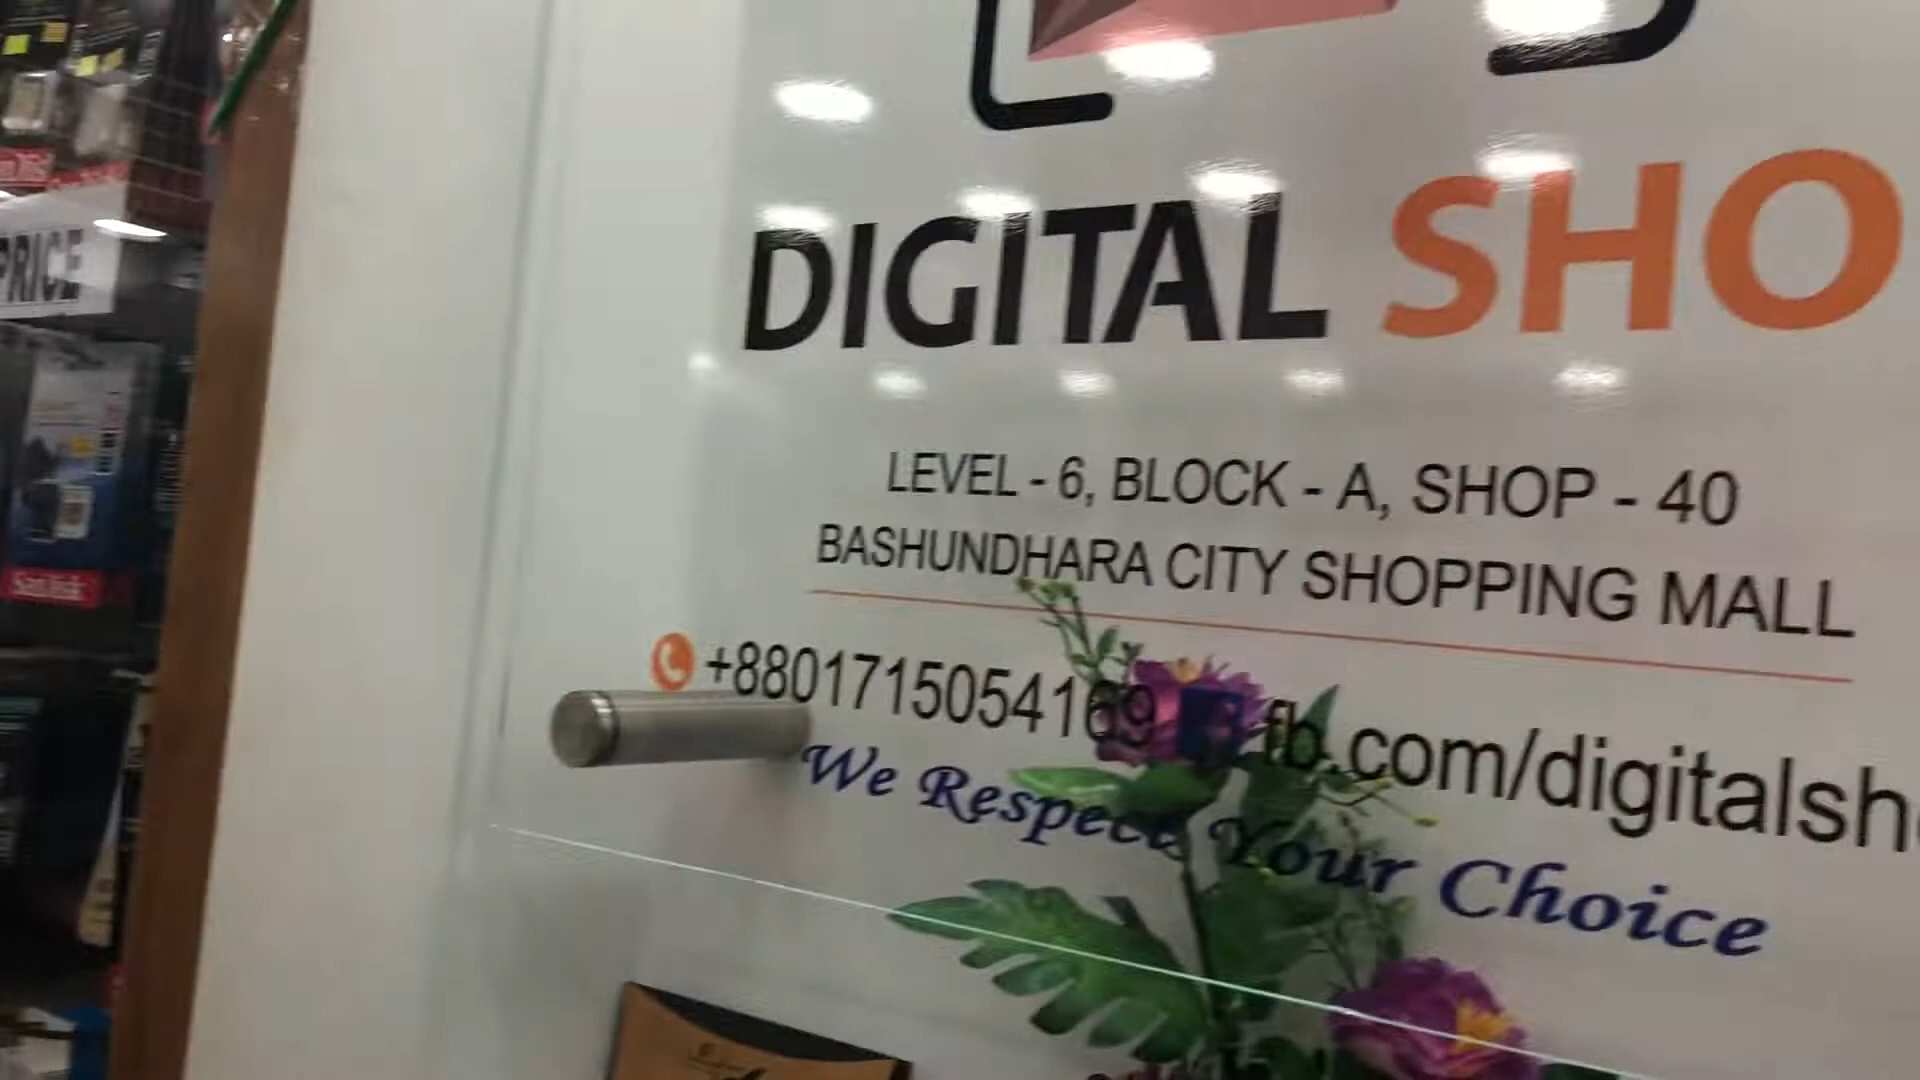 DIGITAL SHO
LEVEL - 6, BLOCK - A, SHOP - 40
BASHUNDHARA CITY SHOPPING MALL
+8801715054169 fb.com/digitalsh
We Respect Your Choice
PRICE
SanDisk